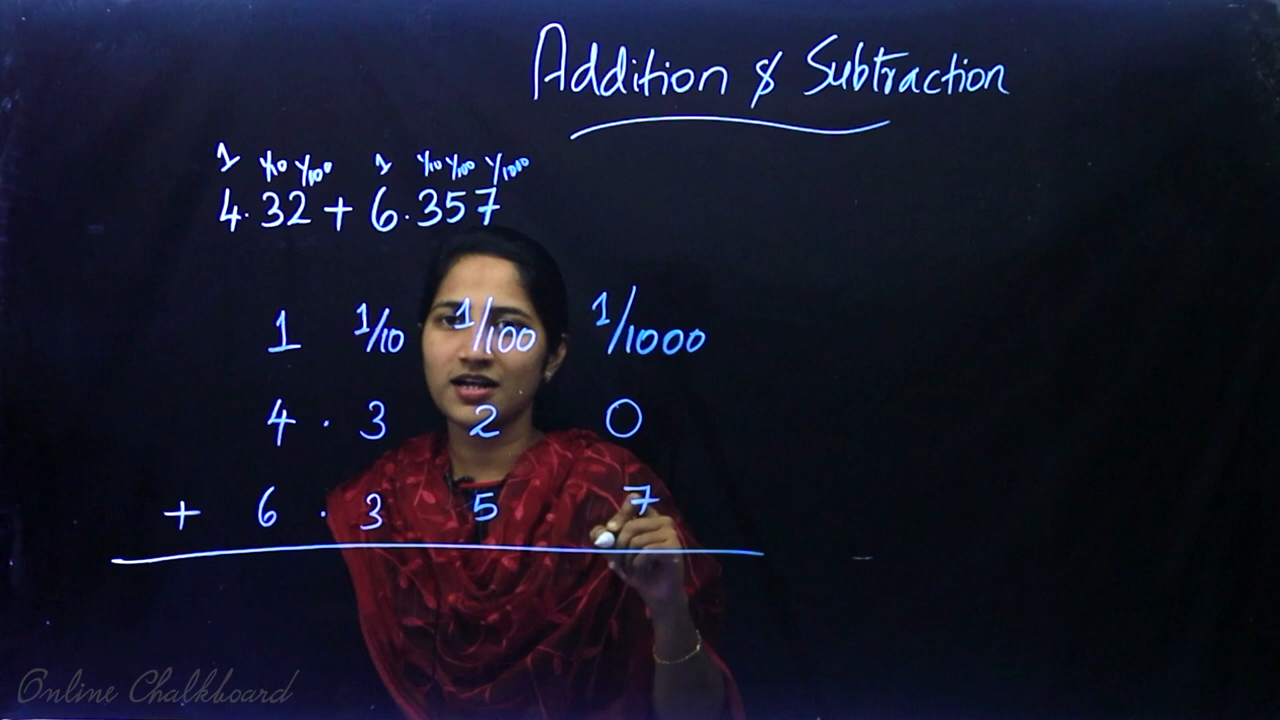 Addition & Subtraction
1 1/10 1/100 1 1/10 1/100 1/1000
4.32 + 6.357
1 1/10 1/100 1/1000
4 . 3 2 0
+ 6 . 3 5 7
Online Chalkboard